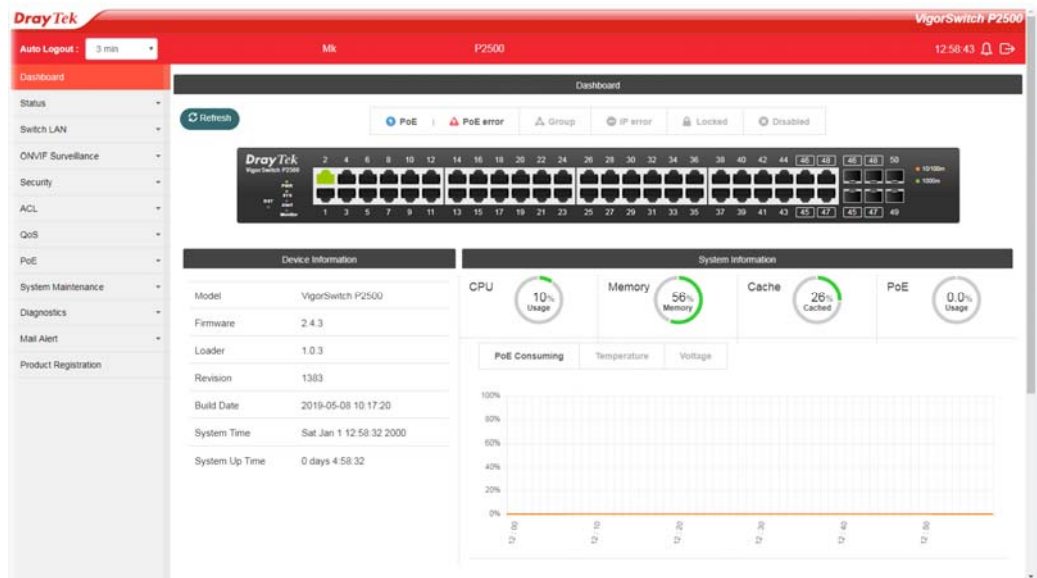 DrayTek
VigorSwitch P2500
Auto Logout : 3 min
Mk
P2500
12:58:43
Dashboard
Status
Switch LAN
ONVIF Surveillance
Security
ACL
QoS
PoE
System Maintenance
Diagnostics
Mail Alert
Product Registration
Dashboard
Refresh
PoE | PoE error Group IP error Locked Disabled
DrayTek
VigorSwitch P2500
2 4 6 8 10 12 14 16 18 20 22 24 26 28 30 32 34 36 38 40 42 44 46 48 46 48 50
10/100m
1000m
PWR
SYS
RST Alert
Monitor
1 3 5 7 9 11 13 15 17 19 21 23 25 27 29 31 33 35 37 39 41 43 45 47 45 47 49
Device Information
Model VigorSwitch P2500
Firmware 2.4.3
Loader 1.0.3
Revision 1383
Build Date 2019-05-08 10:17:20
System Time Sat Jan 1 12:58:32 2000
System Up Time 0 days 4:58:32
System Information
CPU
10%
Usage
Memory
56%
Memory
Cache
26%
Cached
PoE
0.0%
Usage
PoE Consuming Temperature Voltage
100%
80%
60%
40%
20%
0%
12:00 12:10 12:20 12:30 12:40 12:50